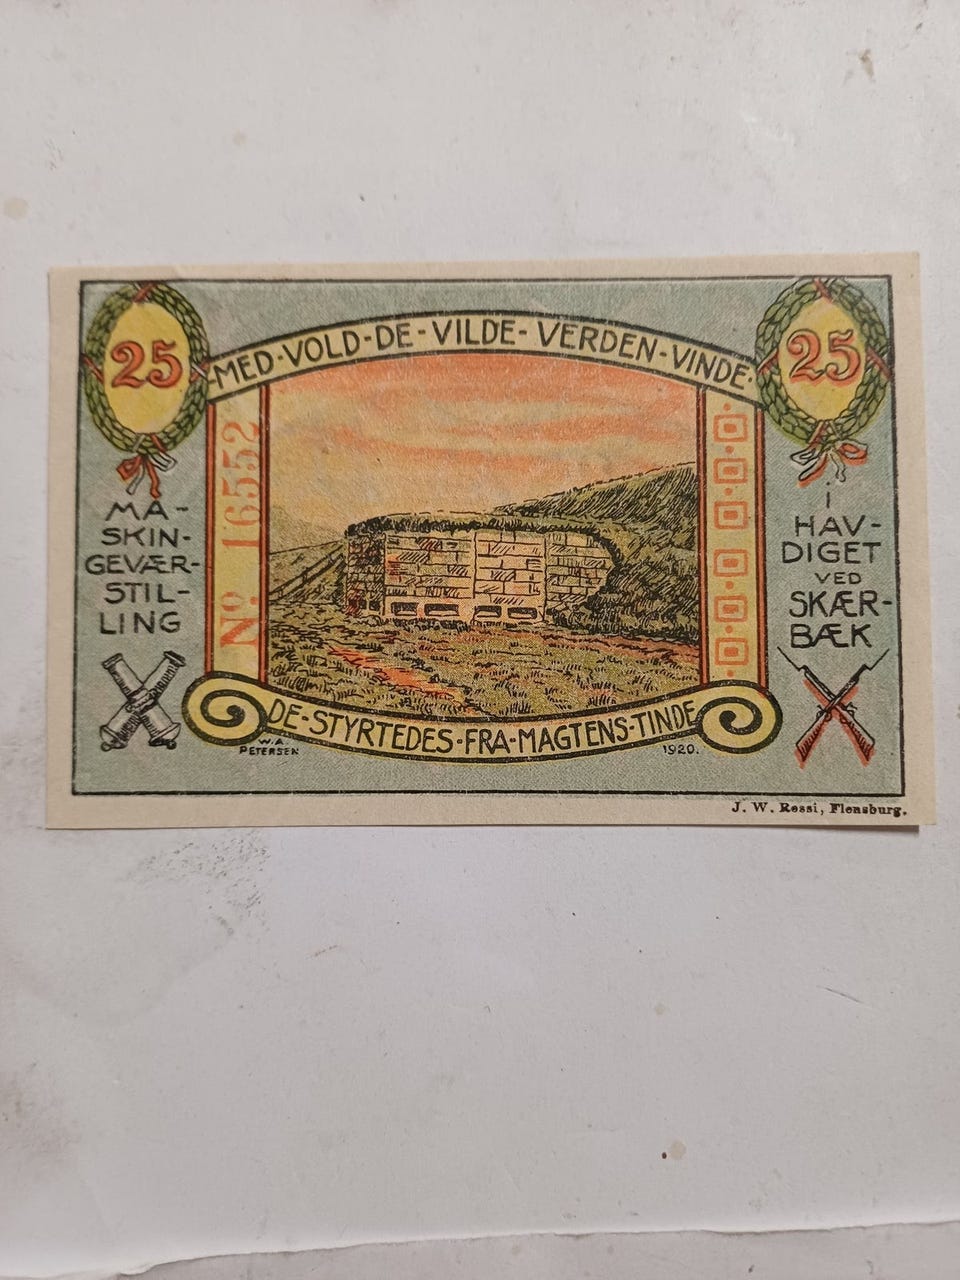 25
25
MED-VOLD-DE-VILDE-VERDEN-VINDE.
No. 16552
MA-
SKIN-
GEVÆR-
STIL-
LING
I
HAV-
DIGET
VED
SKÆR-
BÆK
DE-STYRTEDES-FRA-MAGTENS-TINDE
W.A.
PETERSEN
1920.
J. W. Rossi, Flensburg.